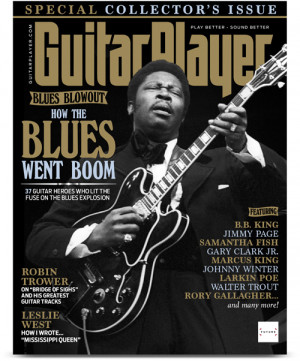 SPECIAL COLLECTOR'S ISSUE
GUITARPLAYER.COM
PLAY BETTER • SOUND BETTER
GuitarPlayer
BLUES BLOWOUT
HOW THE
BLUES
WENT BOOM
37 GUITAR HEROES WHO LIT THE
FUSE ON THE BLUES EXPLOSION
FEATURING
B.B. KING
JIMMY PAGE
SAMANTHA FISH
GARY CLARK JR.
MARCUS KING
JOHNNY WINTER
LARKIN POE
WALTER TROUT
RORY GALLAGHER...
and many more!
ROBIN
TROWER
ON "BRIDGE OF SIGHS"
AND HIS GREATEST
GUITAR TRACKS
LESLIE
WEST
HOW I WROTE...
"MISSISSIPPI QUEEN"
FUTURE